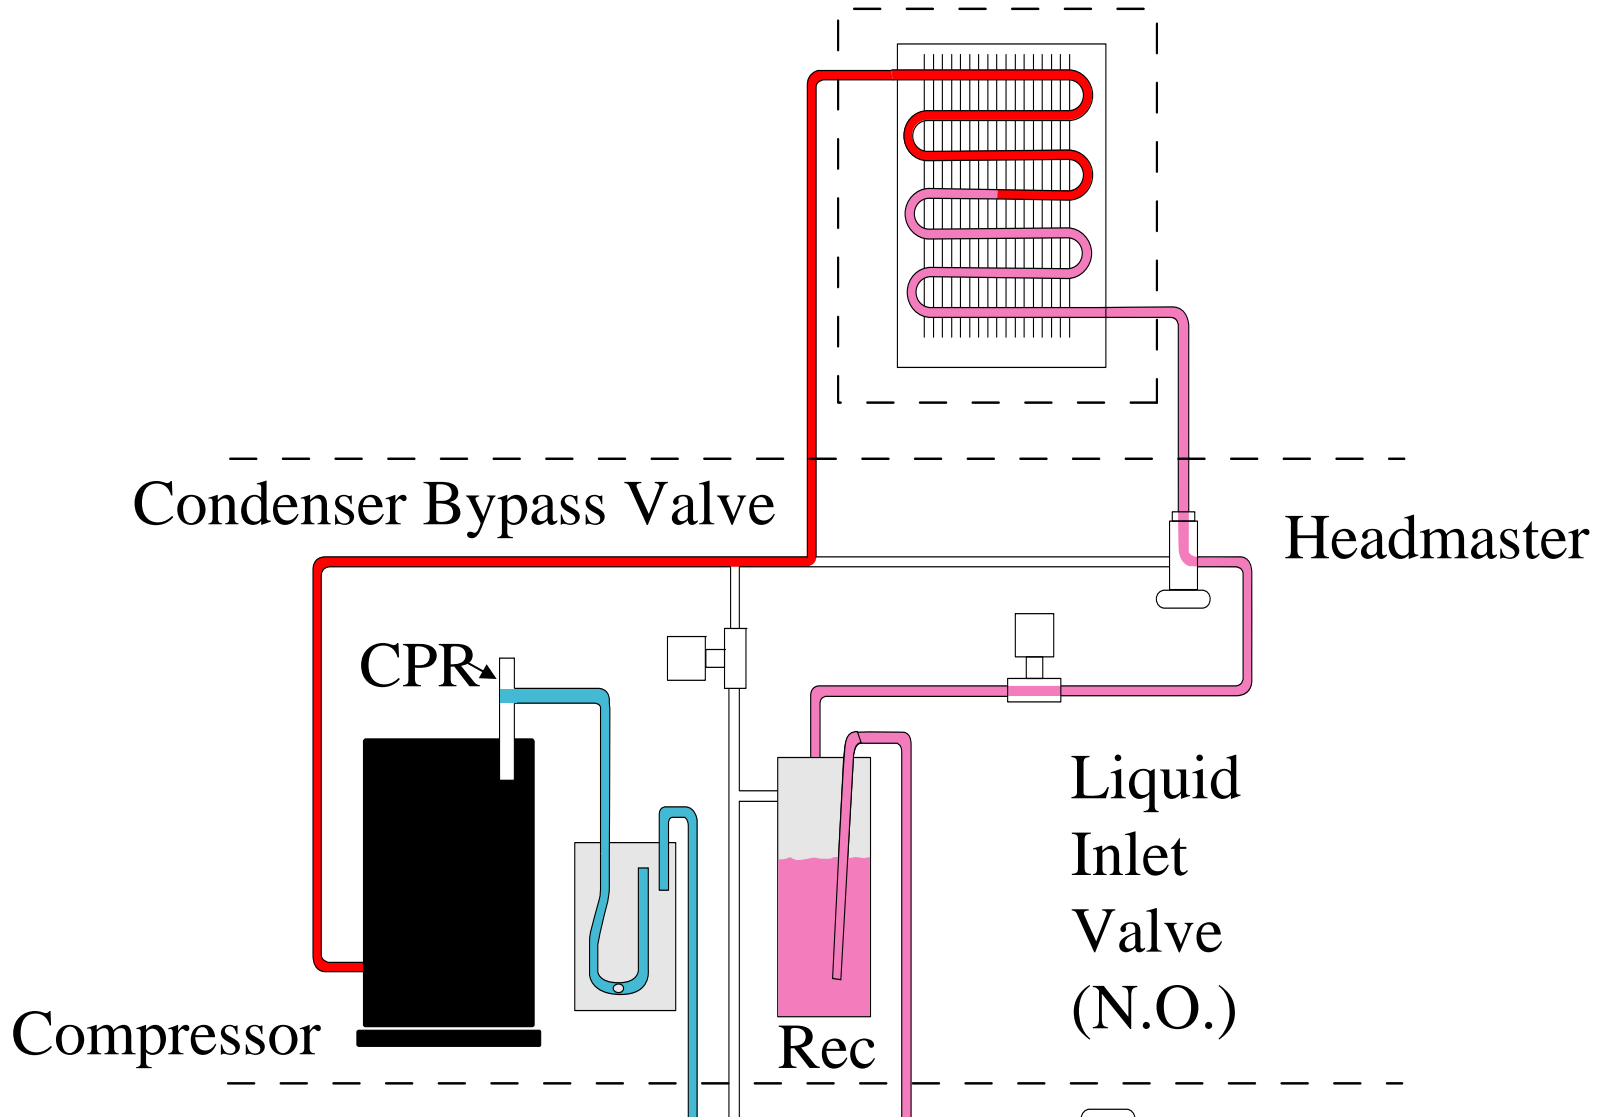 Condenser Bypass Valve
Headmaster
CPR
Liquid
Inlet
Valve
(N.O.)
Compressor
Rec